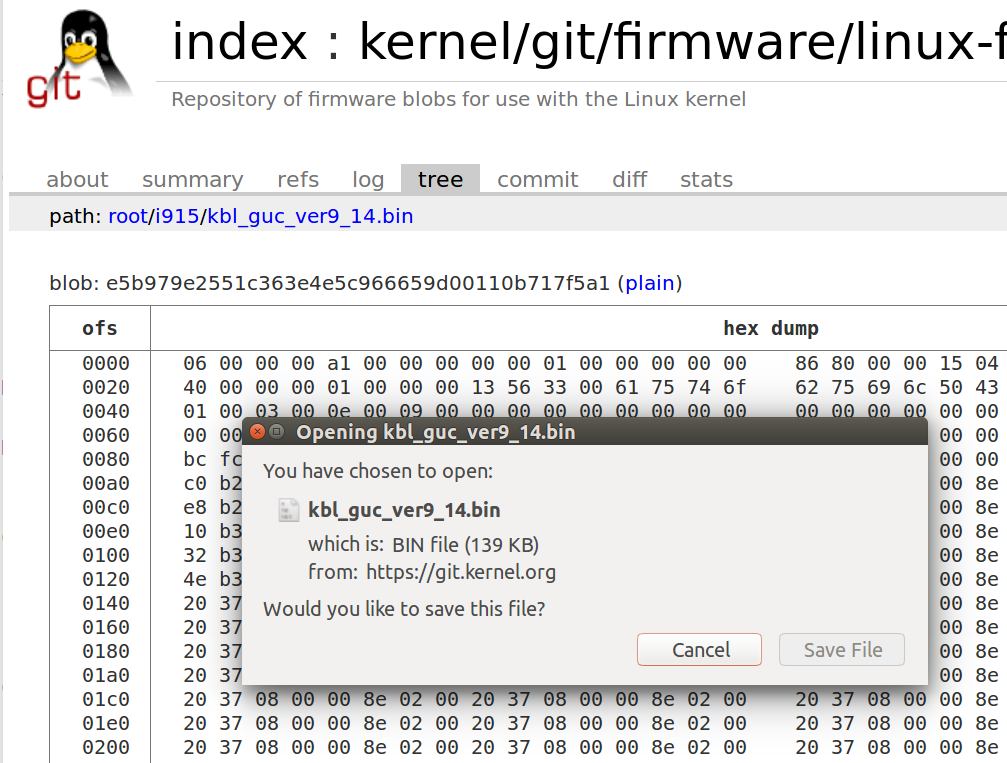 git
index : kernel/git/firmware/linux-f
Repository of firmware blobs for use with the Linux kernel
about summary refs log tree commit diff stats
path: root/i915/kbl_guc_ver9_14.bin
blob: e5b979e2551c363e4e5c966659d00110b717f5a1 (plain)
ofs hex dump
0000 06 00 00 00 a1 00 00 00 00 00 01 00 00 00 00 00 86 80 00 00 15 04
0020 40 00 00 00 01 00 00 00 13 56 33 00 61 75 74 6f 62 75 69 6c 50 43
0040 01 00 03 00 0e 00 09 00 00 00 00 00 00 00 00 00 00 00 00 00 00 00
0060 00 00 00 00
0080 bc fc 00 00
00a0 c0 b2 00 8e
00c0 e8 b2 00 8e
00e0 10 b3 00 8e
0100 32 b3 00 8e
0120 4e b3 00 8e
0140 20 37 00 8e
0160 20 37 00 8e
0180 20 37 00 8e
01a0 20 37 00 8e
01c0 20 37 08 00 00 8e 02 00 20 37 08 00 00 8e 02 00 20 37 08 00 00 8e
01e0 20 37 08 00 00 8e 02 00 20 37 08 00 00 8e 02 00 20 37 08 00 00 8e
0200 20 37 08 00 00 8e 02 00 20 37 08 00 00 8e 02 00 20 37 08 00 00 8e
Opening kbl_guc_ver9_14.bin
You have chosen to open:
kbl_guc_ver9_14.bin
which is: BIN file (139 KB)
from: https://git.kernel.org
Would you like to save this file?
Cancel Save File